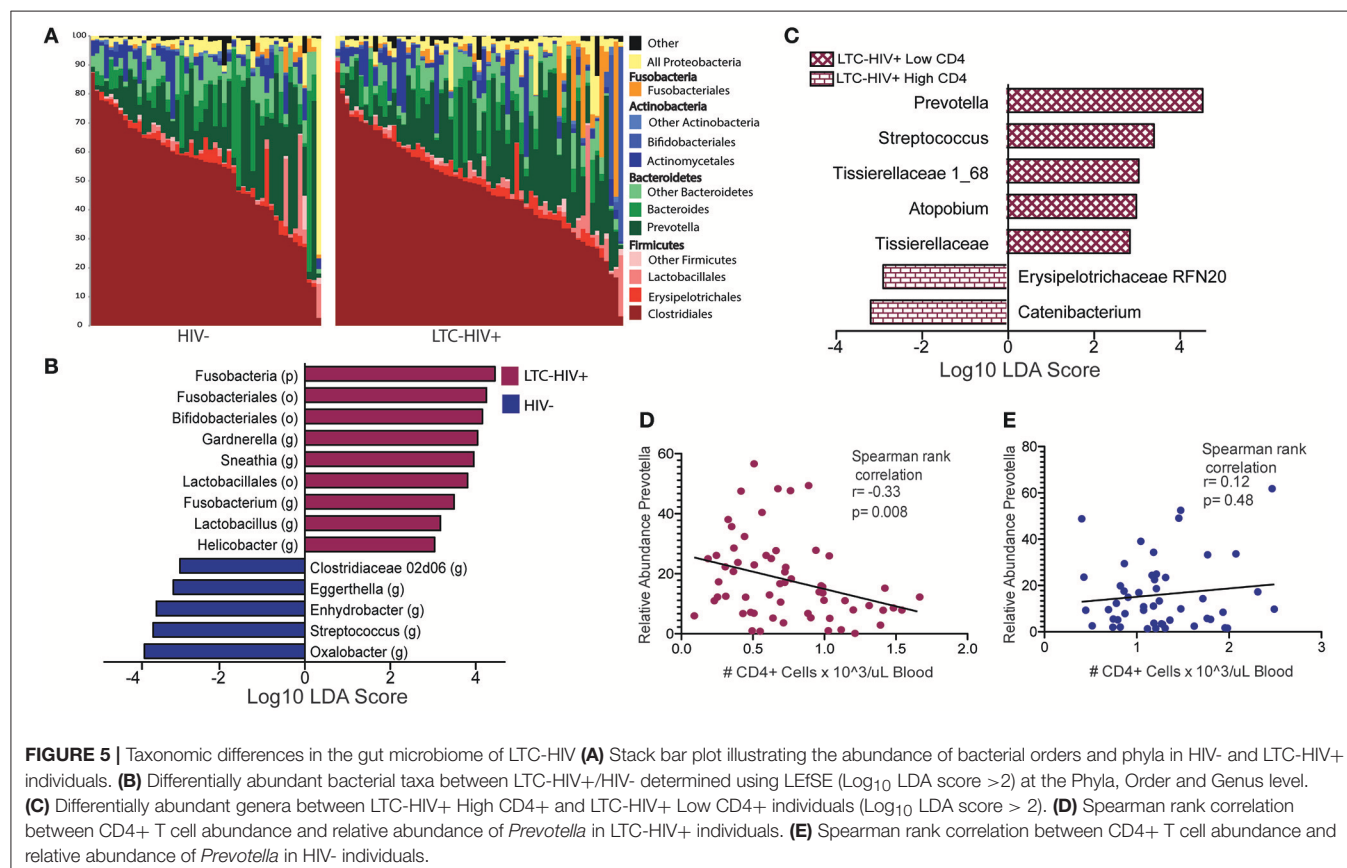 A
100
90
80
70
60
50
40
30
20
10
0
HIV-
LTC-HIV+
Other
All Proteobacteria
Fusobacteria
Fusobacteriales
Actinobacteria
Other Actinobacteria
Bifidobacteriales
Actinomycetales
Bacteroidetes
Other Bacteroidetes
Bacteroides
Prevotella
Firmicutes
Other Firmicutes
Lactobacillales
Erysipelotrichales
Clostridiales
B
Fusobacteria (p)
Fusobacteriales (o)
Bifidobacteriales (o)
Gardnerella (g)
Sneathia (g)
Lactobacillales (o)
Fusobacterium (g)
Lactobacillus (g)
Helicobacter (g)
Clostridiaceae 02d06 (g)
Eggerthella (g)
Enhydrobacter (g)
Streptococcus (g)
Oxalobacter (g)
LTC-HIV+
HIV-
-4 -2 0 2 4
Log10 LDA Score
C
LTC-HIV+ Low CD4
LTC-HIV+ High CD4
Prevotella
Streptococcus
Tissierellaceae 1_68
Atopobium
Tissierellaceae
Erysipelotrichaceae RFN20
Catenibacterium
-4 -2 0 2 4
Log10 LDA Score
D
Relative Abundance Prevotella
60
40
20
0
0.0 0.5 1.0 1.5 2.0
# CD4+ Cells x 10^3/uL Blood
Spearman rank
correlation
r= -0.33
p= 0.008
E
Relative Abundance Prevotella
80
60
40
20
0
0 1 2 3
# CD4+ Cells x 10^3/uL Blood
Spearman rank
correlation
r= 0.12
p= 0.48
FIGURE 5 | Taxonomic differences in the gut microbiome of LTC-HIV (A) Stack bar plot illustrating the abundance of bacterial orders and phyla in HIV- and LTC-HIV+
individuals. (B) Differentially abundant bacterial taxa between LTC-HIV+/HIV- determined using LEfSE (Log10 LDA score >2) at the Phyla, Order and Genus level.
(C) Differentially abundant genera between LTC-HIV+ High CD4+ and LTC-HIV+ Low CD4+ individuals (Log10 LDA score > 2). (D) Spearman rank correlation
between CD4+ T cell abundance and relative abundance of Prevotella in LTC-HIV+ individuals. (E) Spearman rank correlation between CD4+ T cell abundance and
relative abundance of Prevotella in HIV- individuals.